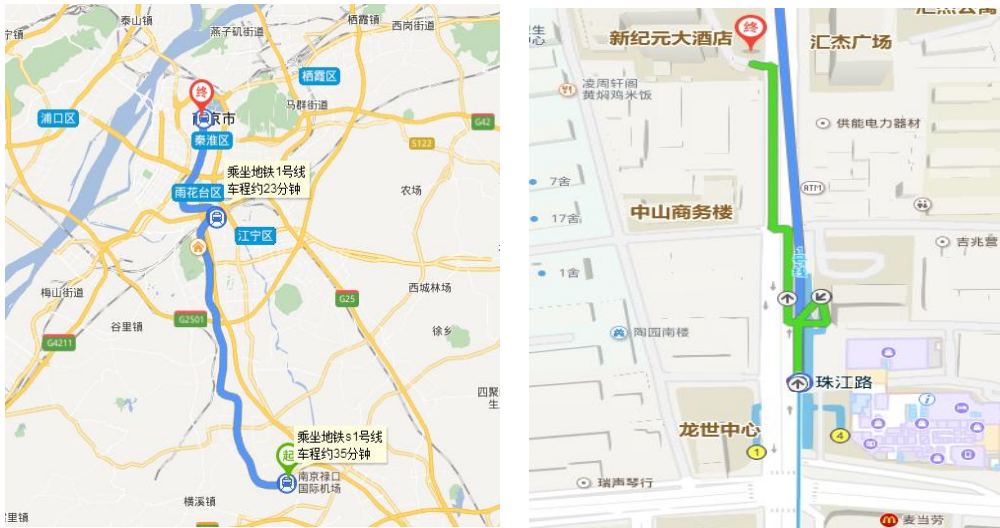 泰山镇
燕子矶街道
栖霞镇
西岗街道
栖霞区
终
马群街道
浦口区
京市
G42
秦淮区
S122
乘坐地铁1号线
车程约23分钟
农场
雨花台区
江宁区
梅山街道
西城林场
G25
谷里镇
G2501
徐乡
G4211
乘坐地铁s1号线
车程约35分钟
起
南京禄口
国际机场
横溪镇
终
新纪元大酒店
汇杰广场
凌周轩阁
黄焖鸡米饭
供能电力器材
7舍
ATM
中山商务楼
17舍
吉兆营
1号线
1舍
陶园南楼
珠江路
龙世中心
4
1
瑞声琴行
麦当劳